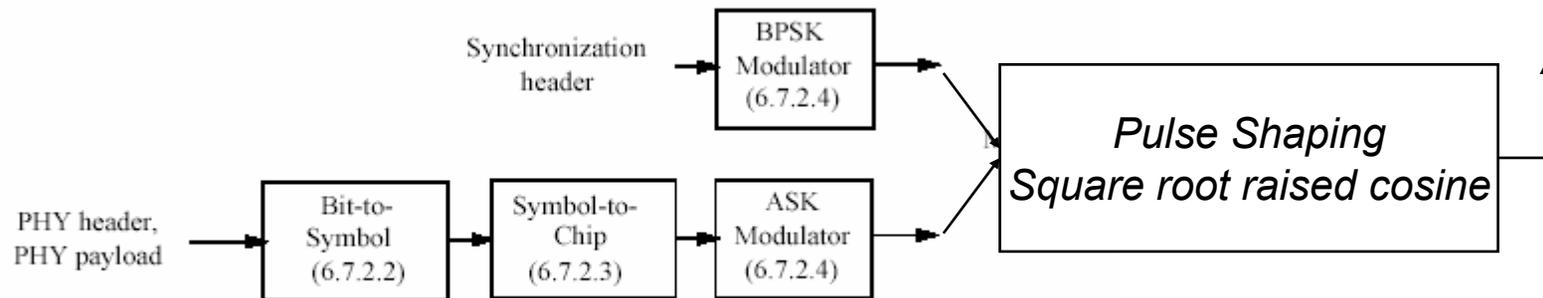 Synchronization
header
BPSK
Modulator
(6.7.2.4)
Pulse Shaping
Square root raised cosine
PHY header,
PHY payload
Bit-to-
Symbol
(6.7.2.2)
Symbol-to-
Chip
(6.7.2.3)
ASK
Modulator
(6.7.2.4)